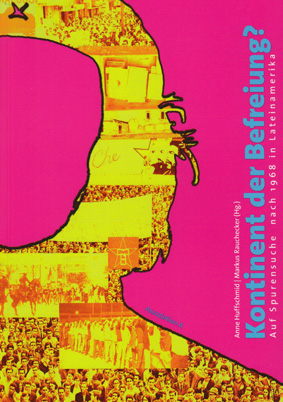 Anne Huffschmid | Markus Rauchecker (Hg.)
Kontinent der Befreiung?
Auf Spurensuche nach 1968 in Lateinamerika
Che